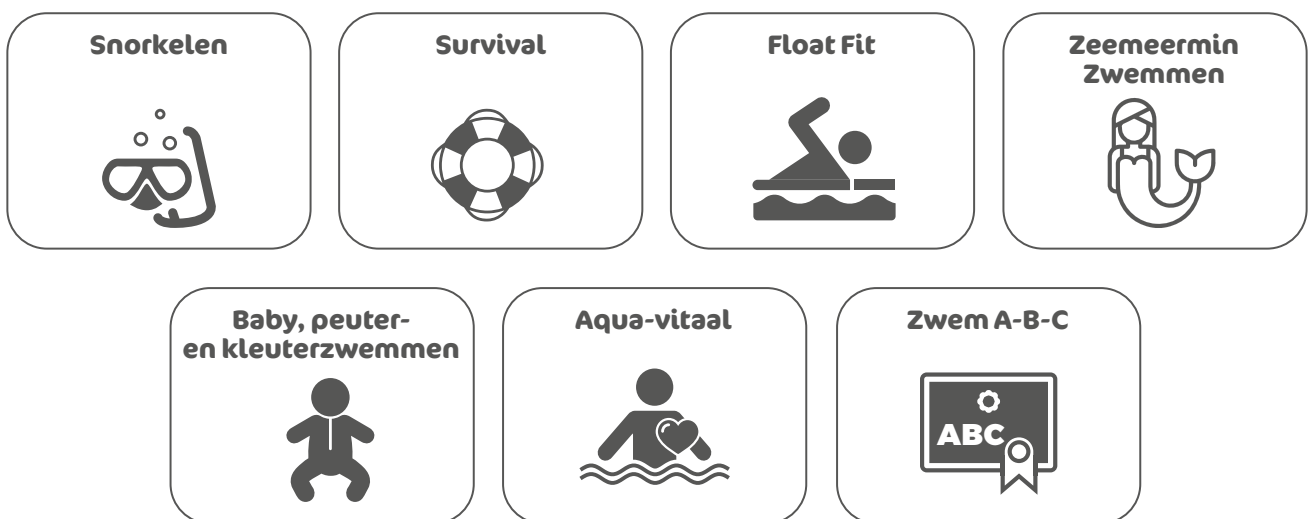 Snorkelen
Survival
Float Fit
Zeemeermin
Zwemmen
Baby, peuter-
en kleuterzwemmen
Aqua-vitaal
Zwem A-B-C
ABC